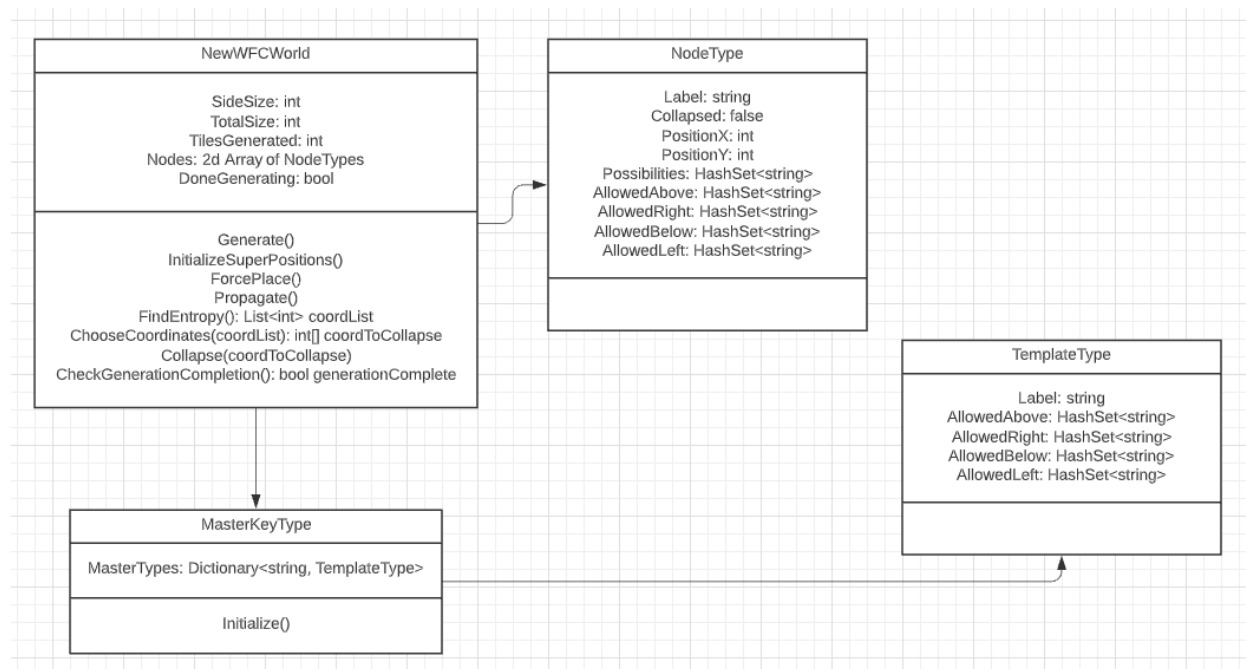 NewWFCWorld
SideSize: int
TotalSize: int
TilesGenerated: int
Nodes: 2d Array of NodeTypes
DoneGenerating: bool
Generate()
InitializeSuperPositions()
ForcePlace()
Propagate()
FindEntropy(): List<int> coordList
ChooseCoordinates(coordList): int[] coordToCollapse
Collapse(coordToCollapse)
CheckGenerationCompletion(): bool generationComplete
NodeType
Label: string
Collapsed: false
PositionX: int
PositionY: int
Possibilities: HashSet<string>
AllowedAbove: HashSet<string>
AllowedRight: HashSet<string>
AllowedBelow: HashSet<string>
AllowedLeft: HashSet<string>
TemplateType
Label: string
AllowedAbove: HashSet<string>
AllowedRight: HashSet<string>
AllowedBelow: HashSet<string>
AllowedLeft: HashSet<string>
MasterKeyType
MasterTypes: Dictionary<string, TemplateType>
Initialize()